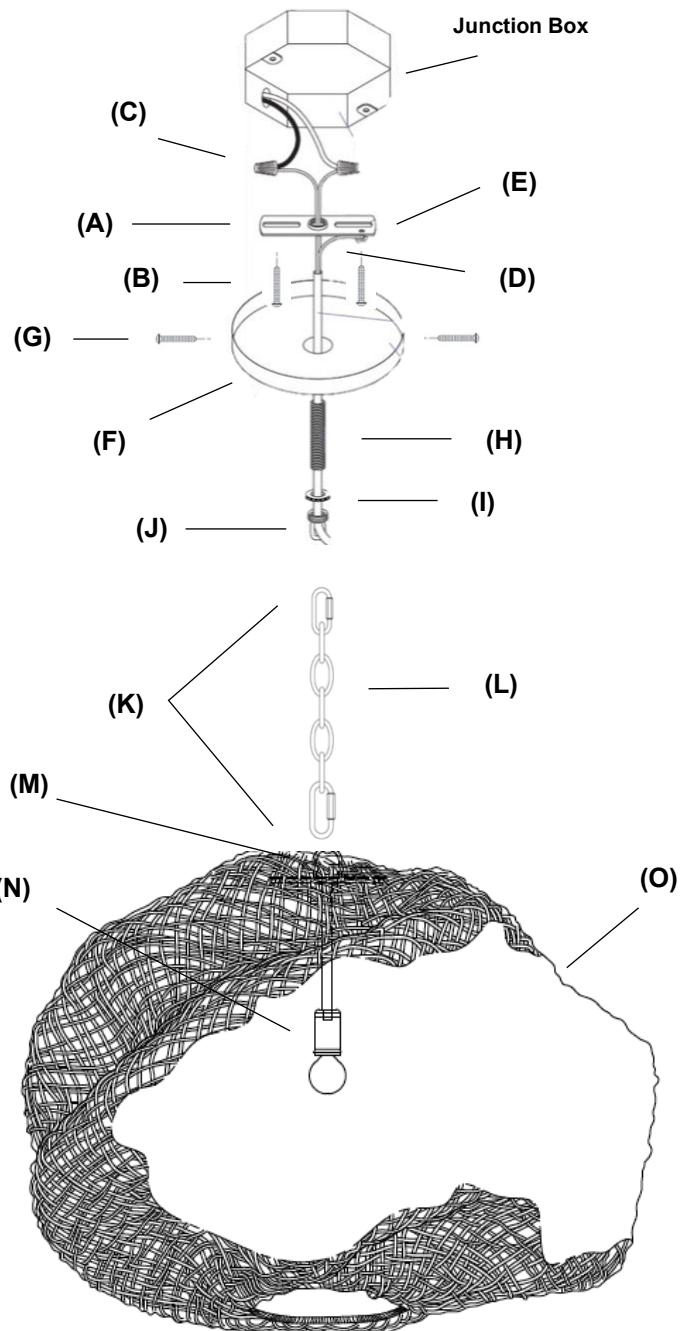 Junction Box
(C)
(E)
(A)
(B)
(D)
(G)
(F)
(H)
(I)
(J)
(L)
(K)
(M)
(N)
(O)